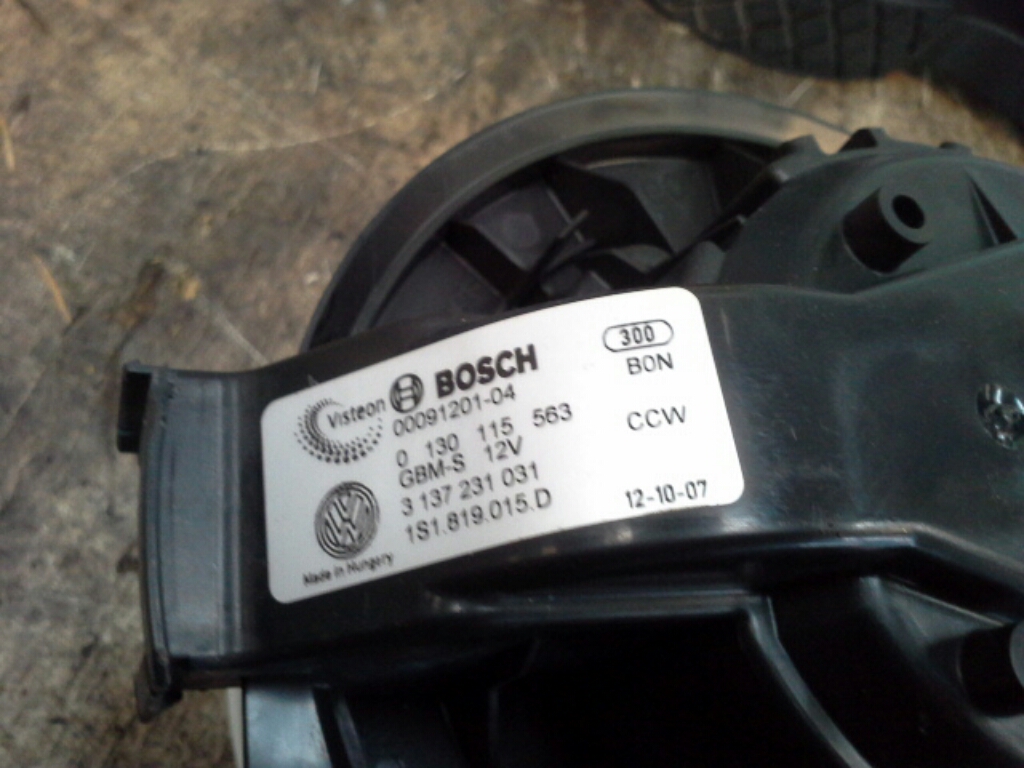 Visteon
BOSCH
00091201-04
0 130 115 563
GBM-S 12V
3 137 231 031
1S1.819.015.D
Made in Hungary
300
B0N
CCW
12-10-07